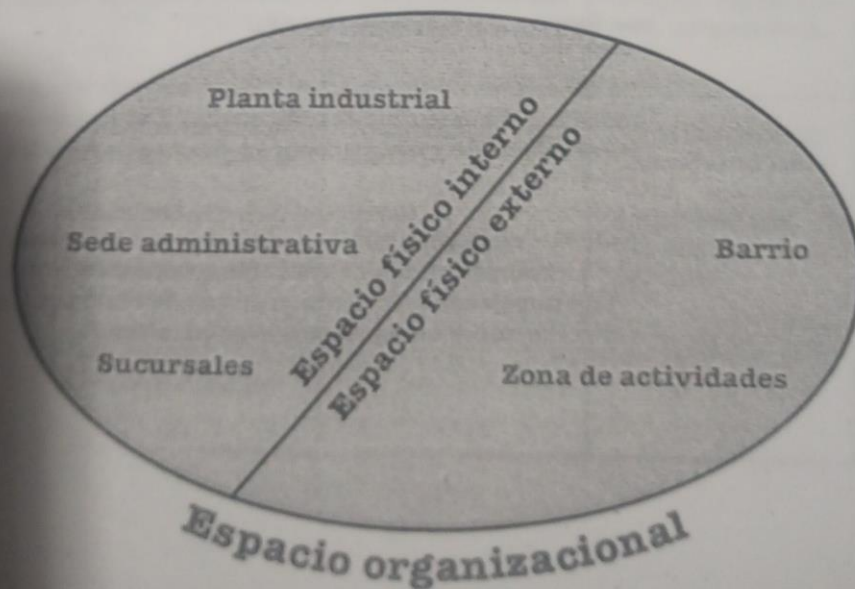 Planta industrial
Espacio físico interno
Espacio físico externo
Sede administrativa
Barrio
Sucursales
Zona de actividades
Espacio organizacional